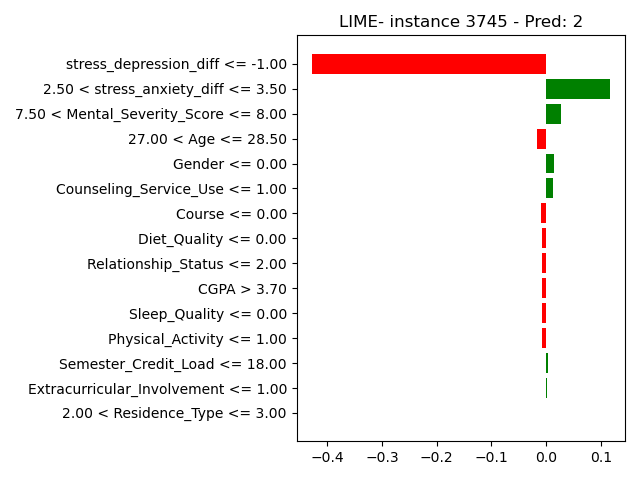 LIME- instance 3745 - Pred: 2
stress_depression_diff <= -1.00
2.50 < stress_anxiety_diff <= 3.50
7.50 < Mental_Severity_Score <= 8.00
27.00 < Age <= 28.50
Gender <= 0.00
Counseling_Service_Use <= 1.00
Course <= 0.00
Diet_Quality <= 0.00
Relationship_Status <= 2.00
CGPA > 3.70
Sleep_Quality <= 0.00
Physical_Activity <= 1.00
Semester_Credit_Load <= 18.00
Extracurricular_Involvement <= 1.00
2.00 < Residence_Type <= 3.00
−0.4 −0.3 −0.2 −0.1 0.0 0.1